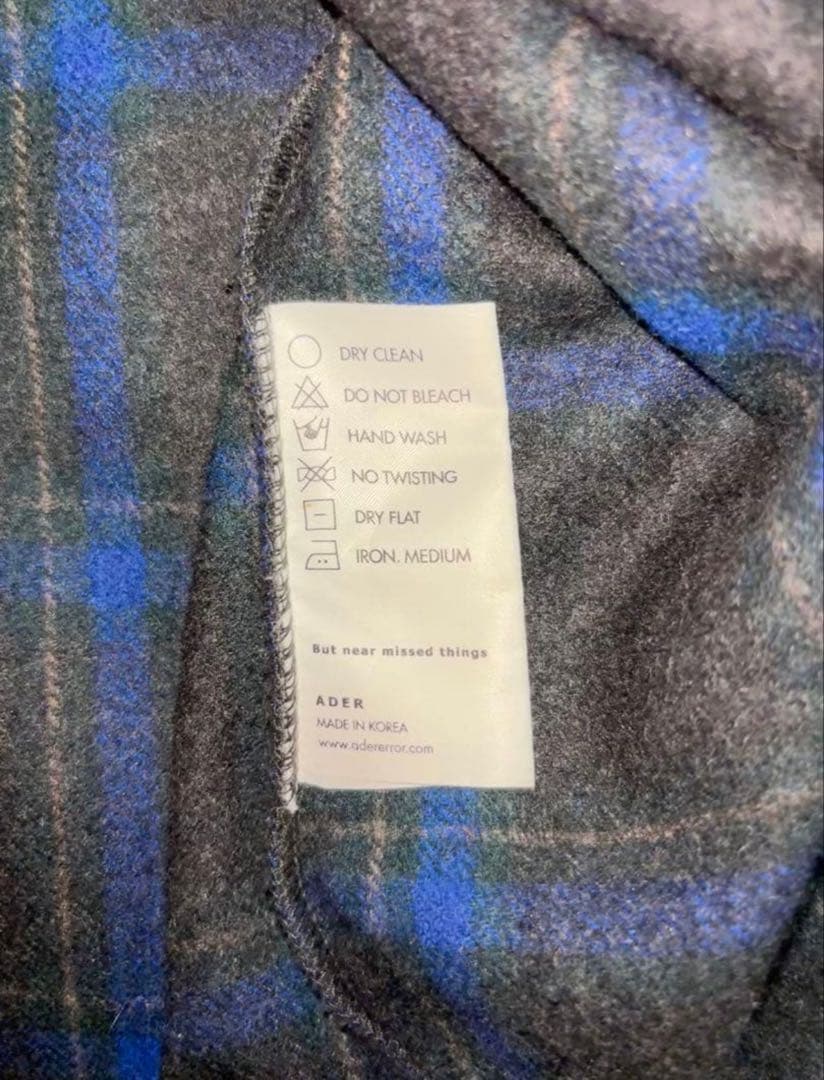 DRY CLEAN
DO NOT BLEACH
HAND WASH
NO TWISTING
DRY FLAT
IRON. MEDIUM
But near missed things
ADER
MADE IN KOREA
www.adererror.com